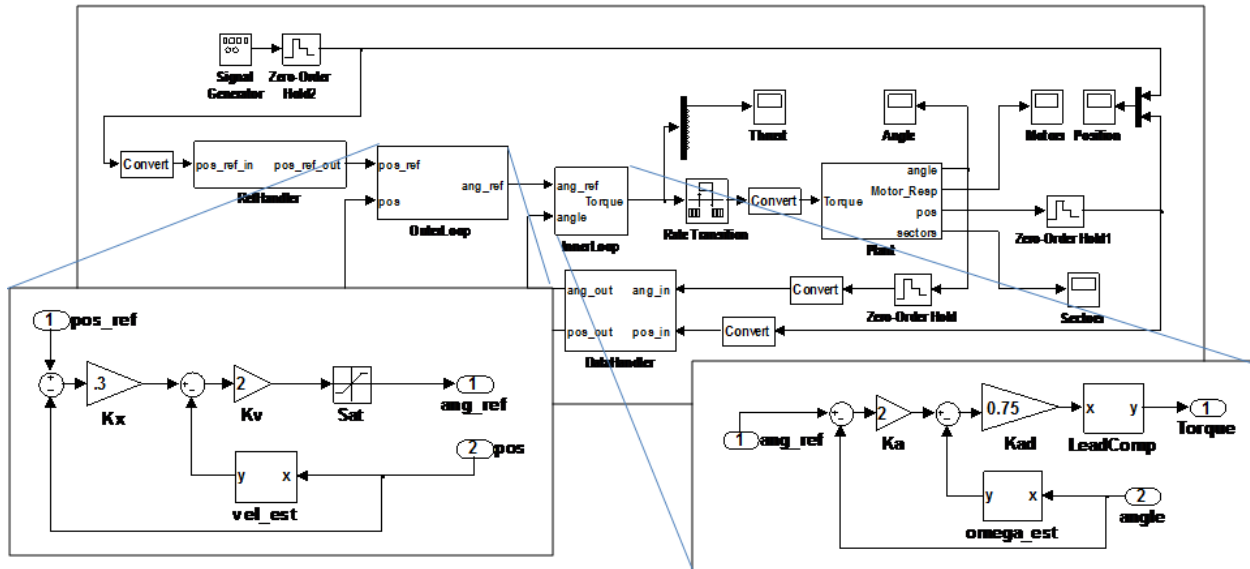 Signal
Generator
Zero-Order
Hold2
Convert
pos_ref_in
pos_ref_out
RefHandler
pos_ref
pos
ang_ref
OuterLoop
ang_ref
angle
Torque
InnerLoop
Thrust
Rate Transition
Convert
Angle
Motors
Position
Torque
angle
Motor_Resp
pos
sectors
Plant
Zero-Order Hold1
ang_out
ang_in
pos_out
pos_in
DataHandler
Convert
Zero-Order Hold
Convert
Sectors
1
pos_ref
.3
Kx
2
Kv
Sat
1
ang_ref
2
pos
y
x
vel_est
1
ang_ref
2
Ka
0.75
Kad
x
y
LeadComp
1
Torque
y
x
omega_est
2
angle